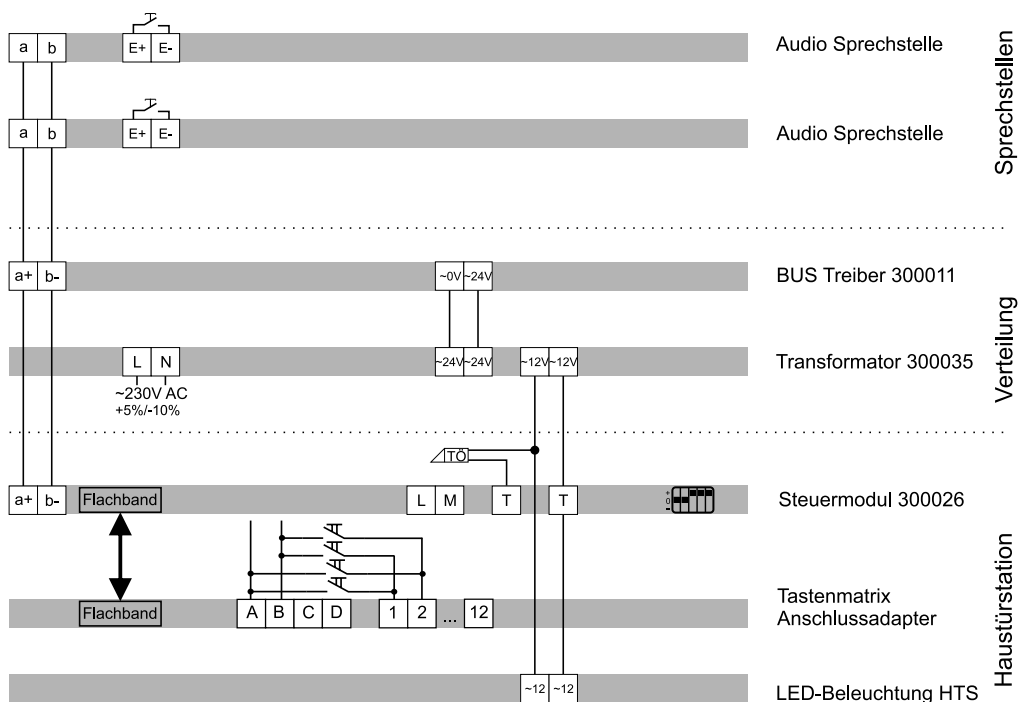 a b E+ E- Audio Sprechstelle
a b E+ E- Audio Sprechstelle
Sprechstellen
a+ b- ~0V ~24V BUS Treiber 300011
L N ~24V ~24V ~12V ~12V Transformator 300035
~230V AC
+5%/-10%
Verteilung
TÖ
a+ b- Flachband L M T T + 0 - Steuermodul 300026
Flachband A B C D 1 2 ... 12 Tastenmatrix
Anschlussadapter
~12 ~12 LED-Beleuchtung HTS
Haustürstation